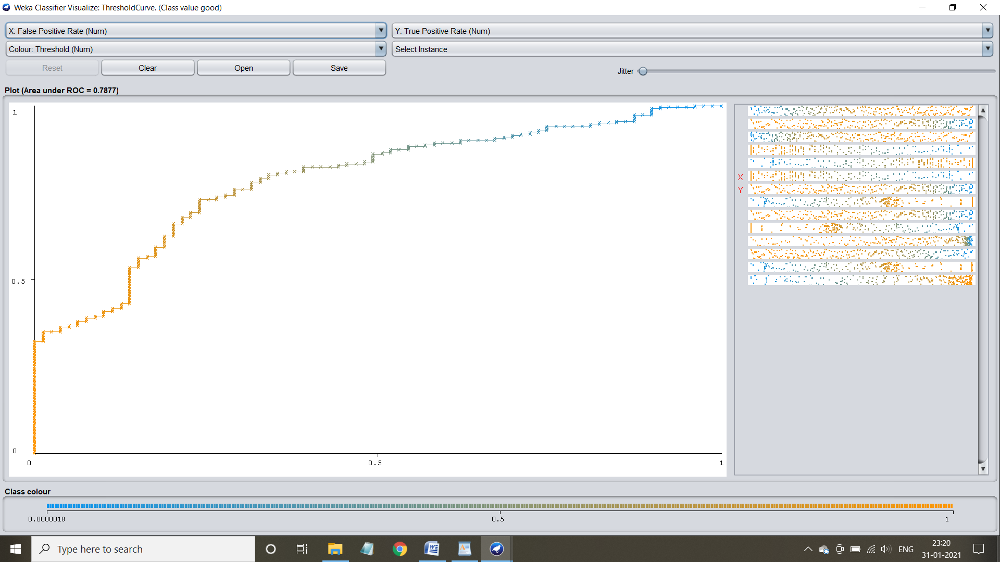 Weka Classifier Visualize: ThresholdCurve. (Class value good)
X: False Positive Rate (Num)
Y: True Positive Rate (Num)
Colour: Threshold (Num)
Select Instance
Reset
Clear
Open
Save
Jitter
Plot (Area under ROC = 0.7877)
1
0.5
0
0
0.5
1
X
Y
Class colour
0.0000018
0.5
1
Type here to search
ENG
23:20
31-01-2021